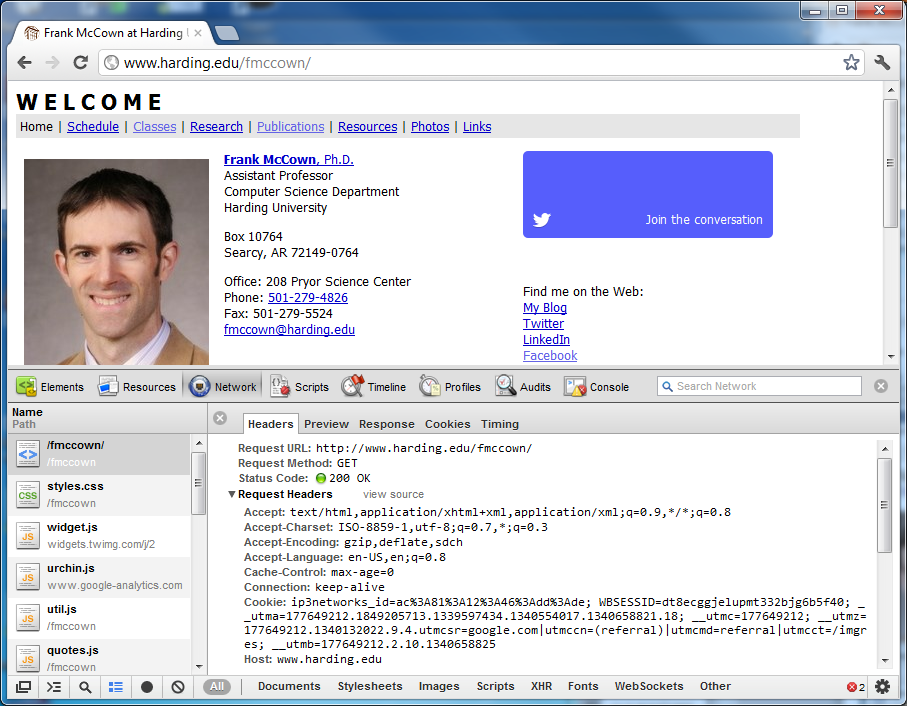 Frank McCown at Harding
www.harding.edu/fmccown/
WELCOME
Home | Schedule | Classes | Research | Publications | Resources | Photos | Links
Frank McCown, Ph.D.
Assistant Professor
Computer Science Department
Harding University
Box 10764
Searcy, AR 72149-0764
Office: 208 Pryor Science Center
Phone: 501-279-4826
Fax: 501-279-5524
fmccown@harding.edu
Join the conversation
Find me on the Web:
My Blog
Twitter
LinkedIn
Facebook
Elements Resources Network Scripts Timeline Profiles Audits Console Search Network
Name
Path
/fmccown/
/fmccown
styles.css
/fmccown
widget.js
widgets.twimg.com/j/2
urchin.js
www.google-analytics.com
util.js
/fmccown
quotes.js
/fmccown
Headers Preview Response Cookies Timing
Request URL: http://www.harding.edu/fmccown/
Request Method: GET
Status Code: 200 OK
Request Headers view source
Accept: text/html,application/xhtml+xml,application/xml;q=0.9,*/*;q=0.8
Accept-Charset: ISO-8859-1,utf-8;q=0.7,*;q=0.3
Accept-Encoding: gzip,deflate,sdch
Accept-Language: en-US,en;q=0.8
Cache-Control: max-age=0
Connection: keep-alive
Cookie: ip3networks_id=ac%3A81%3A12%3A46%3Add%3Ade; WBSESSID=dt8ecggjelupmt332bjg6b5f40; _
_utma=177649212.1849205713.1339597434.1340554017.1340658821.18; __utmc=177649212; __utmz=
177649212.1340132022.9.4.utmcsr=google.com|utmccn=(referral)|utmcmd=referral|utmcct=/imgr
es; __utmb=177649212.2.10.1340658825
Host: www.harding.edu
All Documents Stylesheets Images Scripts XHR Fonts WebSockets Other 2